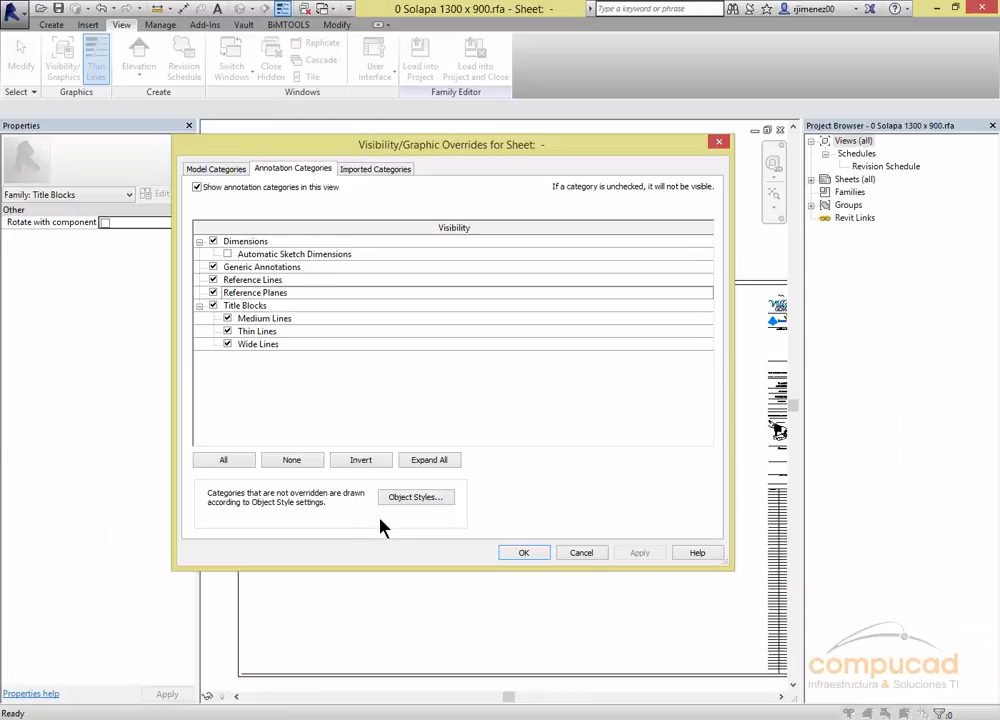 0 Solapa 1300 x 900.rfa - Sheet: -
Type a keyword or phrase
rjimenez00
Create Insert View Manage Add-Ins Vault BiMTOOLS Modify
Modify
Visibility/ Graphics
Thin Lines
Elevation
Revision Schedule
Switch Windows
Close Hidden
Replicate
Cascade
Tile
User Interface
Load into Project
Load into Project and Close
Select Graphics Create Windows Family Editor
Properties
Family: Title Blocks
Edit
Other
Rotate with component
Properties help
Apply
Visibility/Graphic Overrides for Sheet: -
Model Categories Annotation Categories Imported Categories
Show annotation categories in this view
If a category is unchecked, it will not be visible.
Visibility
Dimensions
Automatic Sketch Dimensions
Generic Annotations
Reference Lines
Reference Planes
Title Blocks
Medium Lines
Thin Lines
Wide Lines
All None Invert Expand All
Categories that are not overridden are drawn
according to Object Style settings.
Object Styles...
OK Cancel Apply Help
Project Browser - 0 Solapa 1300 x 900.rfa
Views (all)
Schedules
Revision Schedule
Sheets (all)
Families
Groups
Revit Links
compucad
Infraestructura & Soluciones TI
Ready
:0